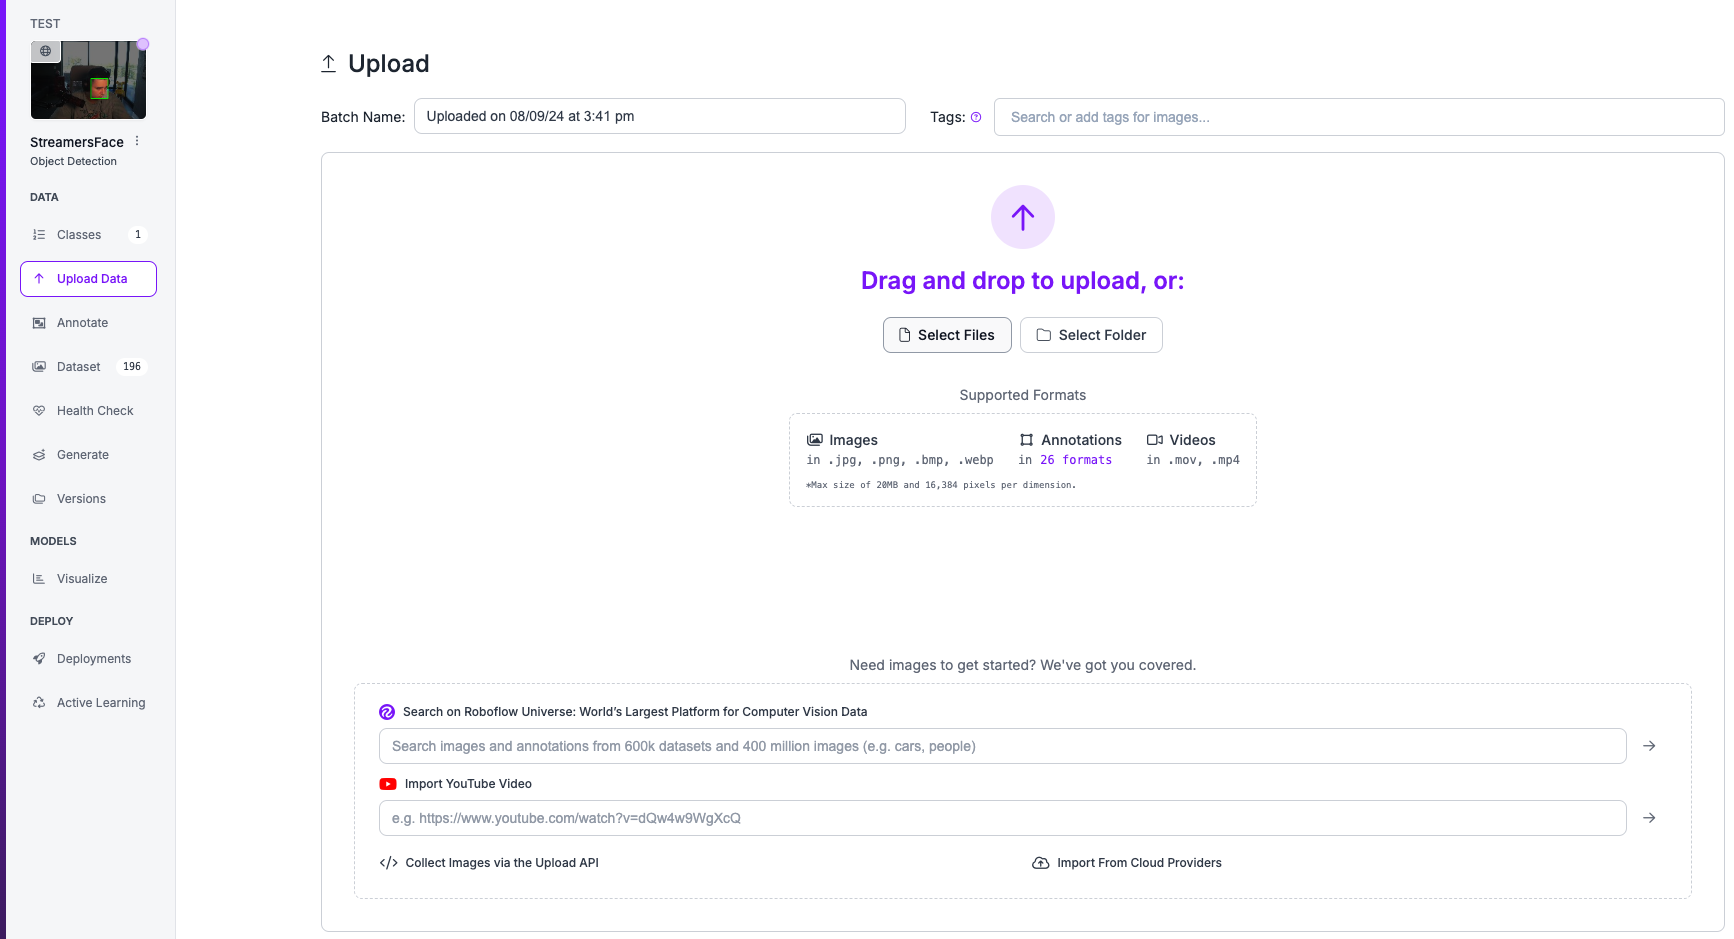 TEST
StreamersFace
Object Detection
DATA
Classes 1
Upload Data
Annotate
Dataset 196
Health Check
Generate
Versions
MODELS
Visualize
DEPLOY
Deployments
Active Learning
Upload
Batch Name: Uploaded on 08/09/24 at 3:41 pm Tags: Search or add tags for images...
Drag and drop to upload, or:
Select Files Select Folder
Supported Formats
Images Annotations Videos
in .jpg, .png, .bmp, .webp in 26 formats in .mov, .mp4
*Max size of 20MB and 16,384 pixels per dimension.
Need images to get started? We've got you covered.
Search on Roboflow Universe: World’s Largest Platform for Computer Vision Data
Search images and annotations from 600k datasets and 400 million images (e.g. cars, people)
Import YouTube Video
e.g. https://www.youtube.com/watch?v=dQw4w9WgXcQ
Collect Images via the Upload API Import From Cloud Providers